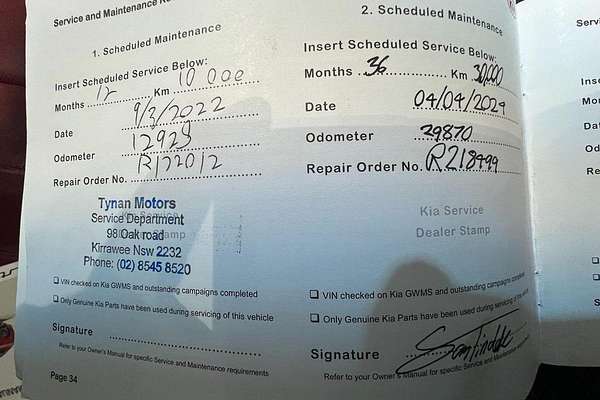 Service and Maintenance
1. Scheduled Maintenance
Insert Scheduled Service Below:
Months 12 Km 10 000
Date 9/3/2022
Odometer 12929
Repair Order No. R172012
Tynan Motors
Service Department
98 Oak road
Kirrawee Nsw 2232
Phone: (02) 8545 8520
❑ VIN checked on Kia GWMS and outstanding campaigns completed
❑ Only Genuine Kia Parts have been used during servicing of this vehicle
Signature
Refer to your Owner's Manual for specific Service and Maintenance requirements
Page 34
2. Scheduled Maintenance
Insert Scheduled Service Below:
Months 36 Km 30,000
Date 04/04/2024
Odometer 29870
Repair Order No. R218499
Kia Service
Dealer Stamp
❑ VIN checked on Kia GWMS and outstanding campaigns completed
❑ Only Genuine Kia Parts have been used during servicing of this vehicle
Signature
Refer to your Owner's Manual for specific Service and Maintenance
Servi